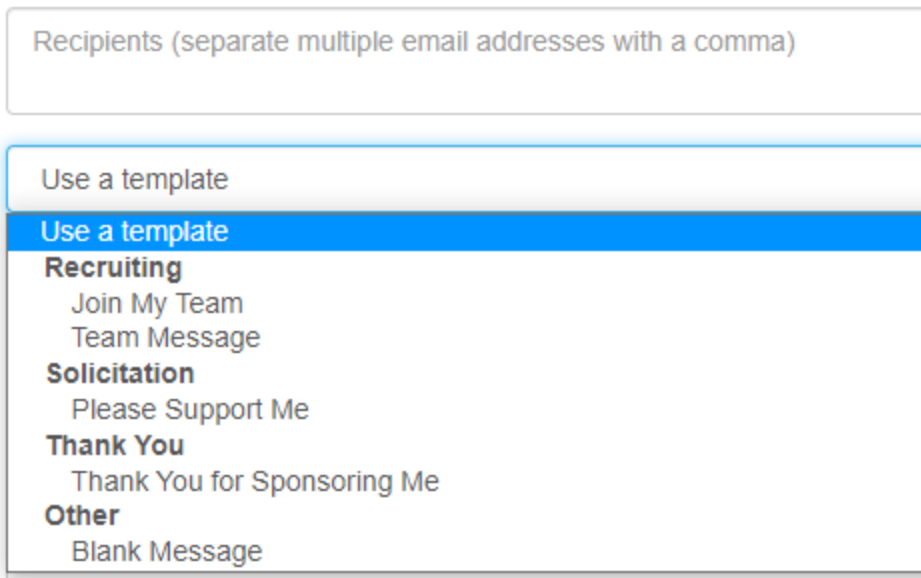 Recipients (separate multiple email addresses with a comma)
Use a template
Use a template
Recruiting
Join My Team
Team Message
Solicitation
Please Support Me
Thank You
Thank You for Sponsoring Me
Other
Blank Message